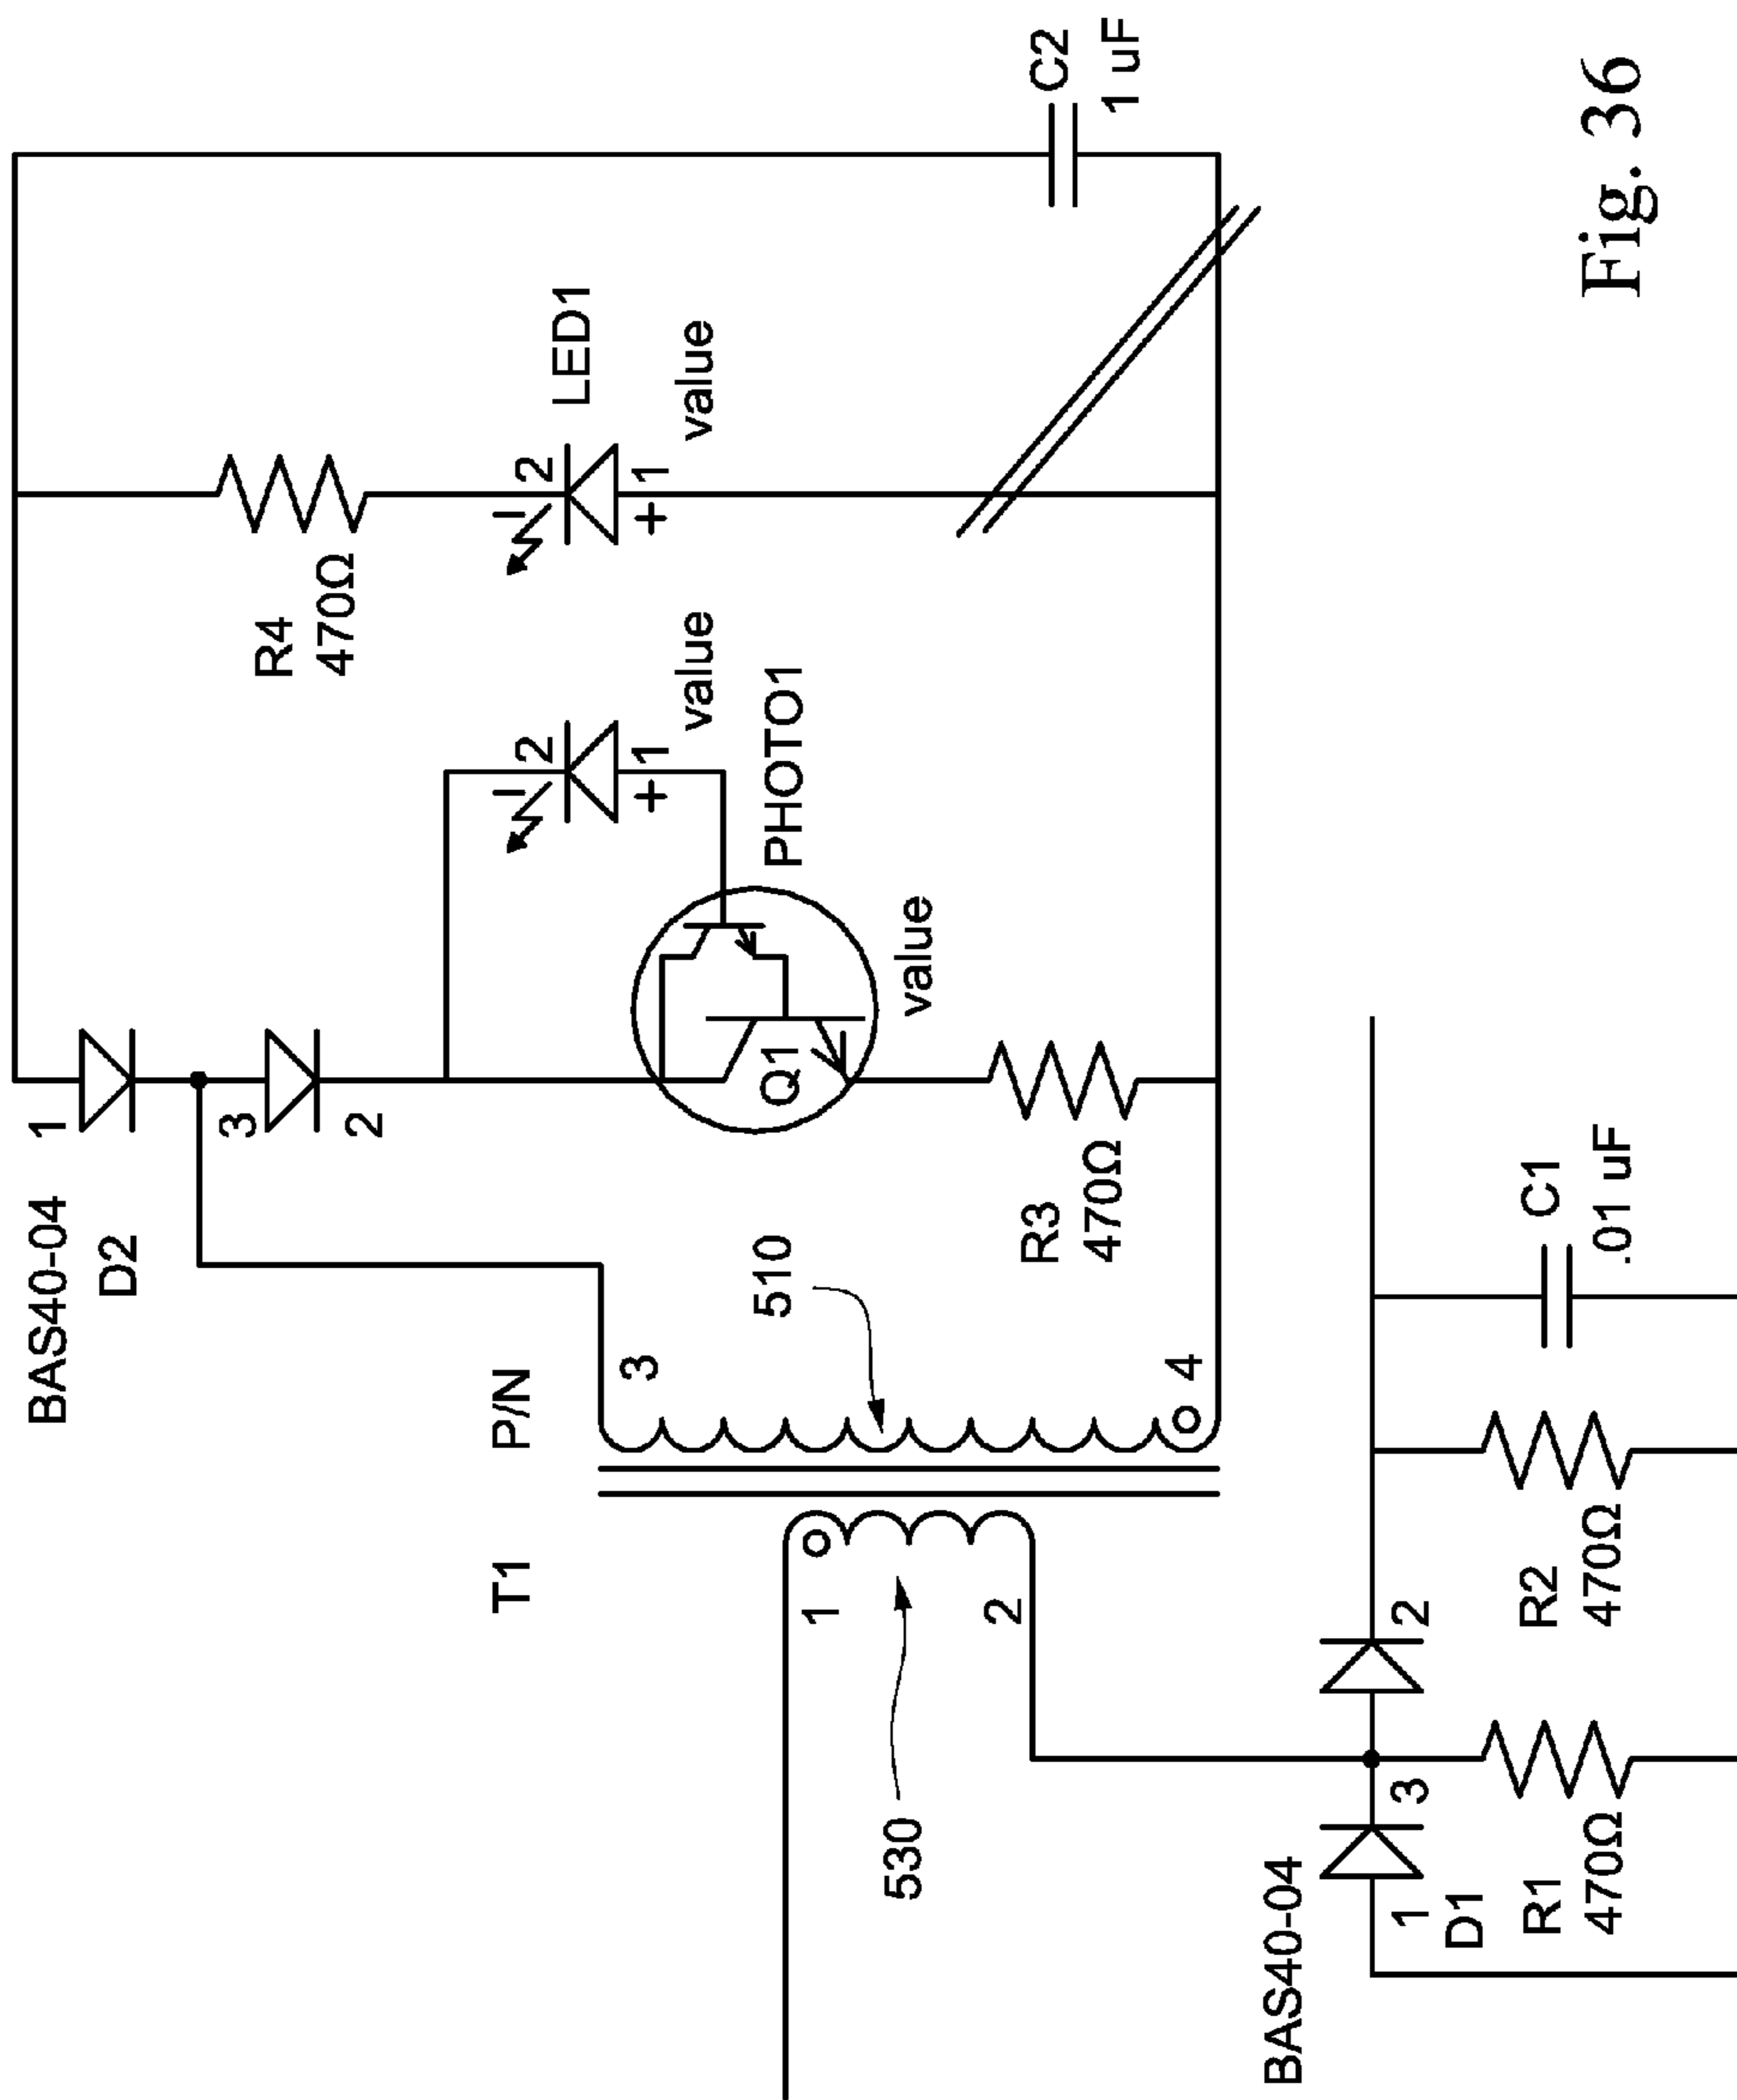 BAS40-04
D2
1
3
2
R4
470Ω
2
LED1
+ 1
value
2
+ 1
value
PHOTO1
Q1
value
R3
470Ω
C2
1 uF
T1
P/N
3
4
510
1
2
530
BAS40-04
1
D1
3
2
R1
470Ω
R2
470Ω
C1
.01 uF
Fig. 36